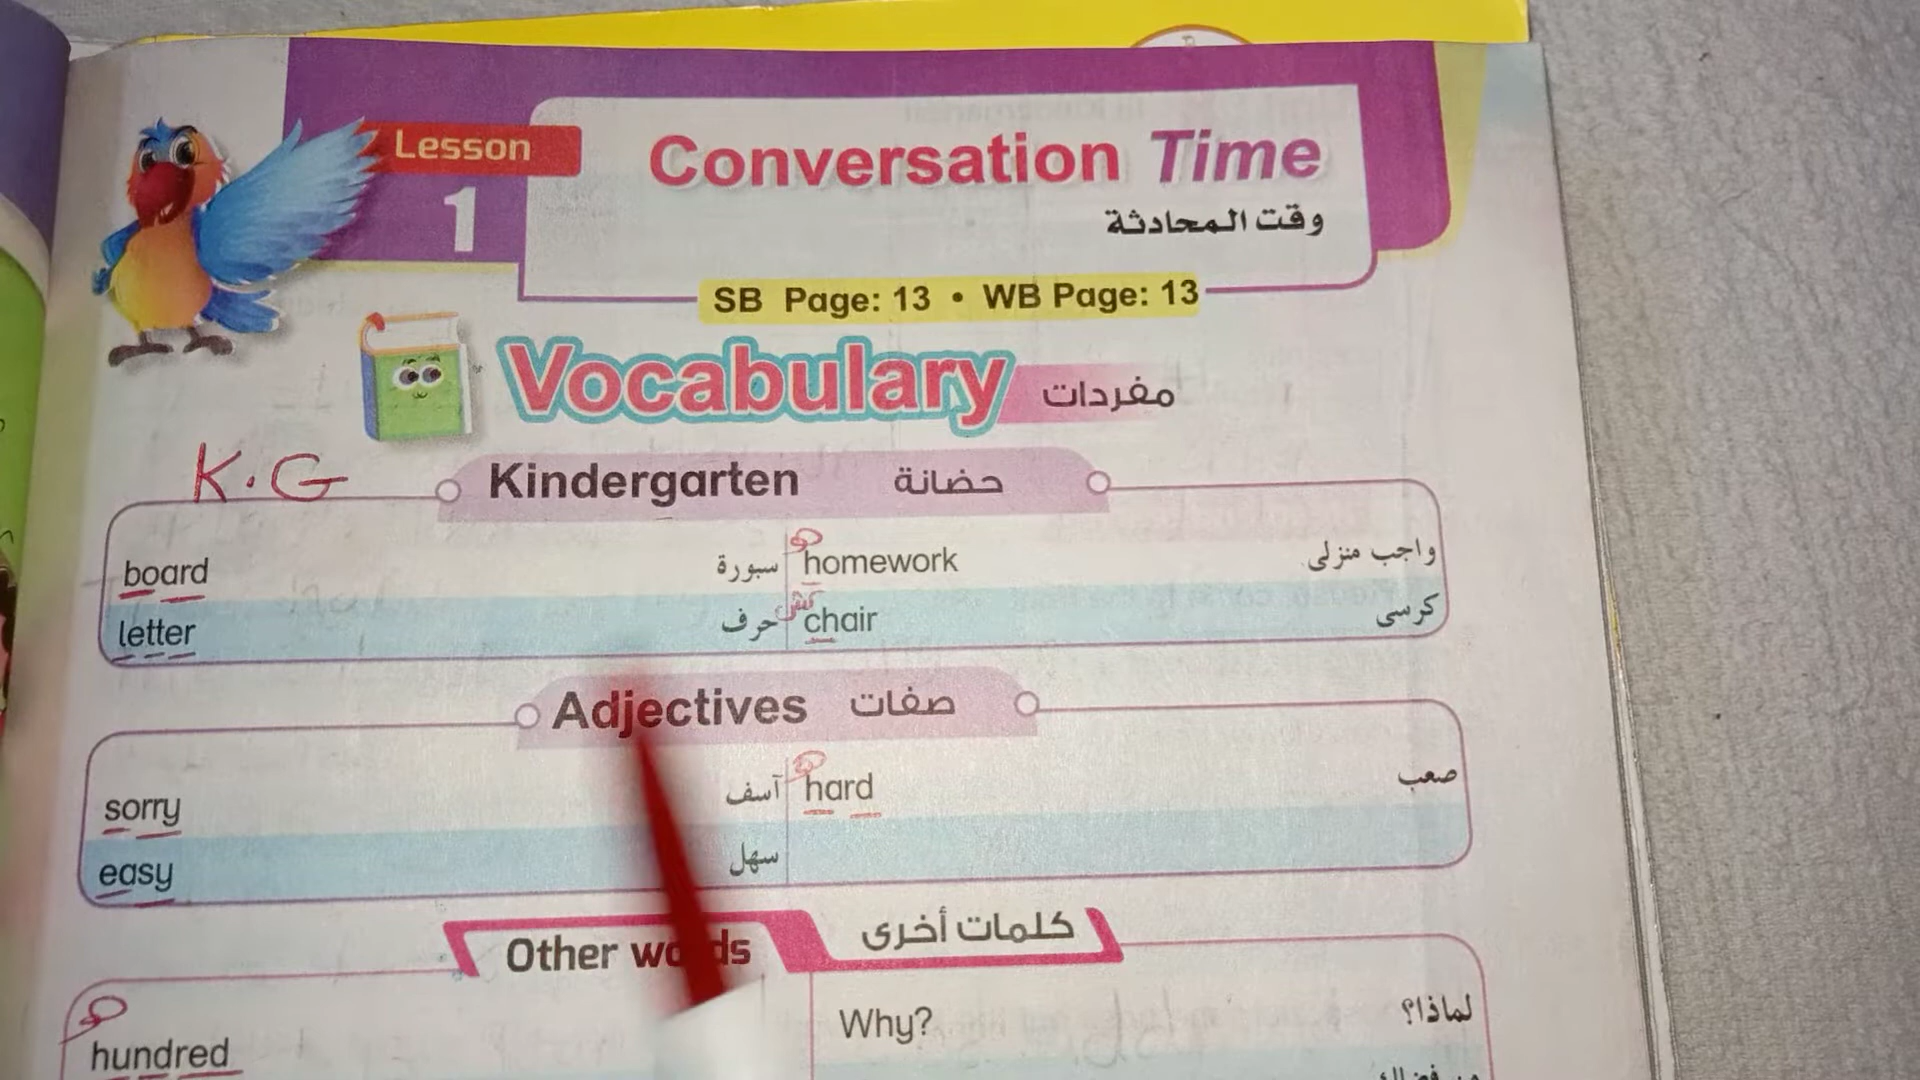 Lesson
1
Conversation Time
وقت المحادثة
SB Page: 13 • WB Page: 13
Vocabulary مفردات
K.G
Kindergarten حضانة
board سبورة homework واجب منزلى
letter حرف chair كرسى
Adjectives صفات
sorry آسف hard صعب
easy سهل
Other words كلمات أخرى
hundred Why? لماذا؟